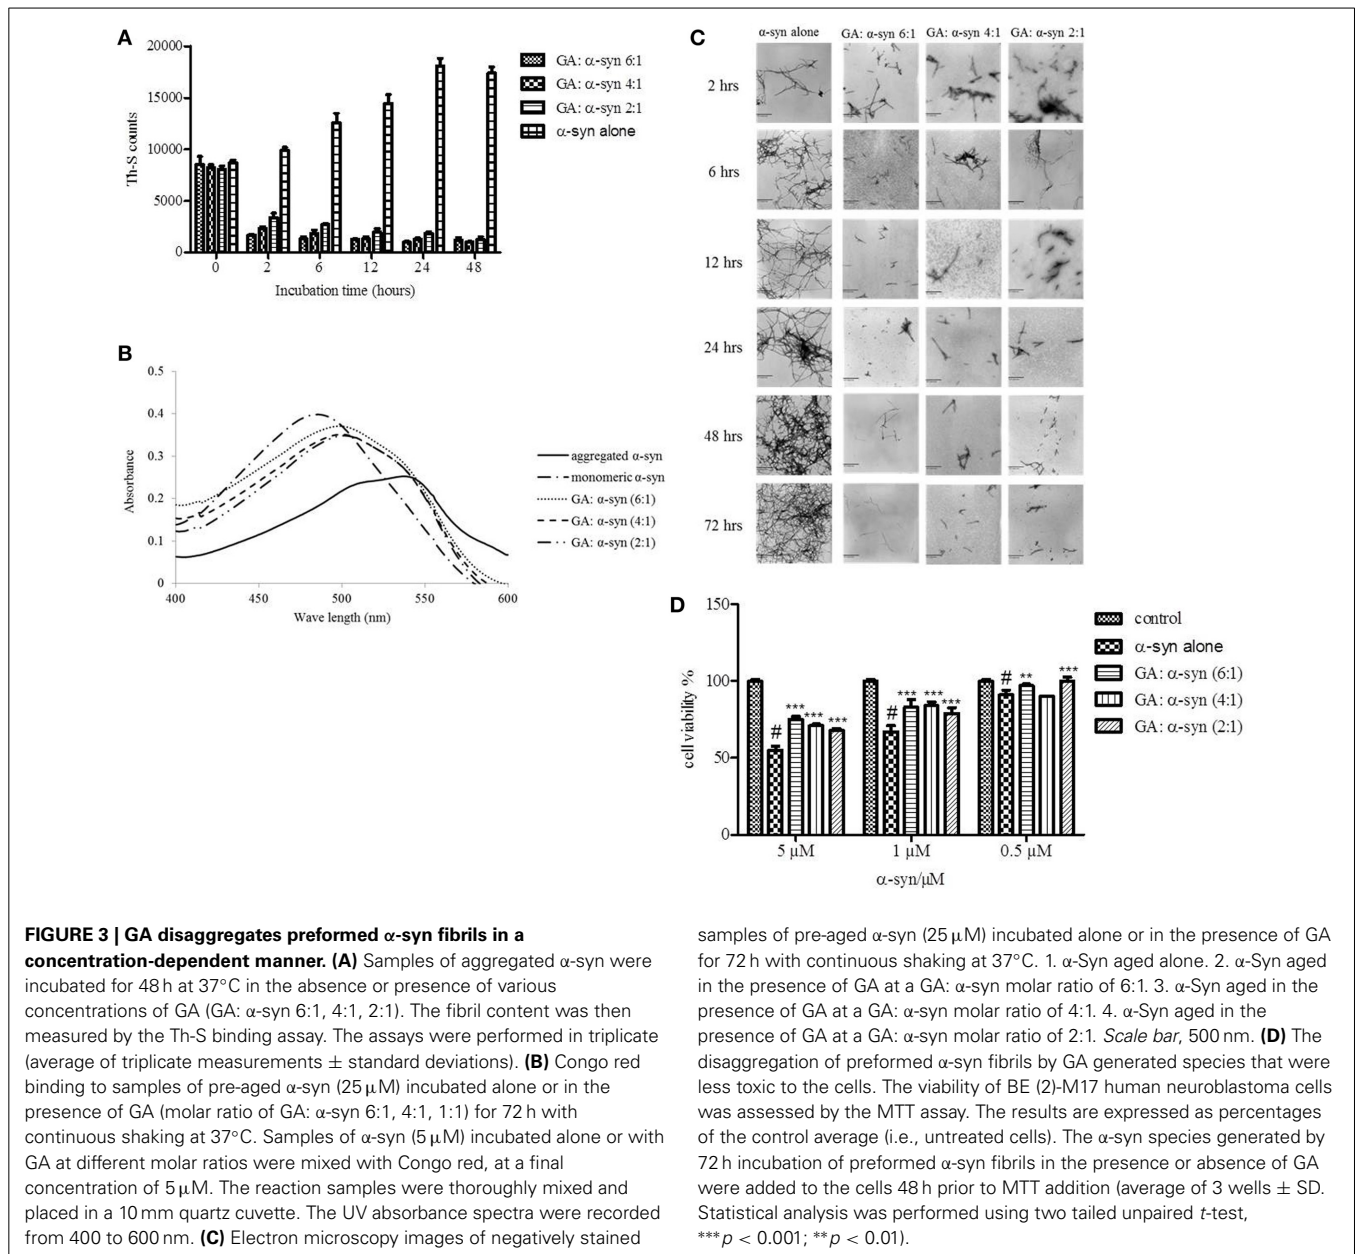 A
20000
15000
10000
5000
0
Th-S counts
0 2 6 12 24 48
Incubation time (hours)
GA: α-syn 6:1
GA: α-syn 4:1
GA: α-syn 2:1
α-syn alone
B
0.5
0.4
0.3
0.2
0.1
0
Absorbance
400 450 500 550 600
Wave length (nm)
aggregated α-syn
monomeric α-syn
GA: α-syn (6:1)
GA: α-syn (4:1)
GA: α-syn (2:1)
C
α-syn alone GA: α-syn 6:1 GA: α-syn 4:1 GA: α-syn 2:1
2 hrs
6 hrs
12 hrs
24 hrs
48 hrs
72 hrs
D
150
100
50
0
cell viability %
# *** *** ***
# *** *** ***
# ** ***
5 µM 1 µM 0.5 µM
α-syn/µM
control
α-syn alone
GA: α-syn (6:1)
GA: α-syn (4:1)
GA: α-syn (2:1)
FIGURE 3 | GA disaggregates preformed α-syn fibrils in a
concentration-dependent manner. (A) Samples of aggregated α-syn were
incubated for 48 h at 37°C in the absence or presence of various
concentrations of GA (GA: α-syn 6:1, 4:1, 2:1). The fibril content was then
measured by the Th-S binding assay. The assays were performed in triplicate
(average of triplicate measurements ± standard deviations). (B) Congo red
binding to samples of pre-aged α-syn (25 µM) incubated alone or in the
presence of GA (molar ratio of GA: α-syn 6:1, 4:1, 1:1) for 72 h with
continuous shaking at 37°C. Samples of α-syn (5 µM) incubated alone or with
GA at different molar ratios were mixed with Congo red, at a final
concentration of 5 µM. The reaction samples were thoroughly mixed and
placed in a 10 mm quartz cuvette. The UV absorbance spectra were recorded
from 400 to 600 nm. (C) Electron microscopy images of negatively stained
samples of pre-aged α-syn (25 µM) incubated alone or in the presence of GA
for 72 h with continuous shaking at 37°C. 1. α-Syn aged alone. 2. α-Syn aged
in the presence of GA at a GA: α-syn molar ratio of 6:1. 3. α-Syn aged in the
presence of GA at a GA: α-syn molar ratio of 4:1. 4. α-Syn aged in the
presence of GA at a GA: α-syn molar ratio of 2:1. Scale bar, 500 nm. (D) The
disaggregation of preformed α-syn fibrils by GA generated species that were
less toxic to the cells. The viability of BE (2)-M17 human neuroblastoma cells
was assessed by the MTT assay. The results are expressed as percentages
of the control average (i.e., untreated cells). The α-syn species generated by
72 h incubation of preformed α-syn fibrils in the presence or absence of GA
were added to the cells 48 h prior to MTT addition (average of 3 wells ± SD.
Statistical analysis was performed using two tailed unpaired t-test,
***p < 0.001; **p < 0.01).